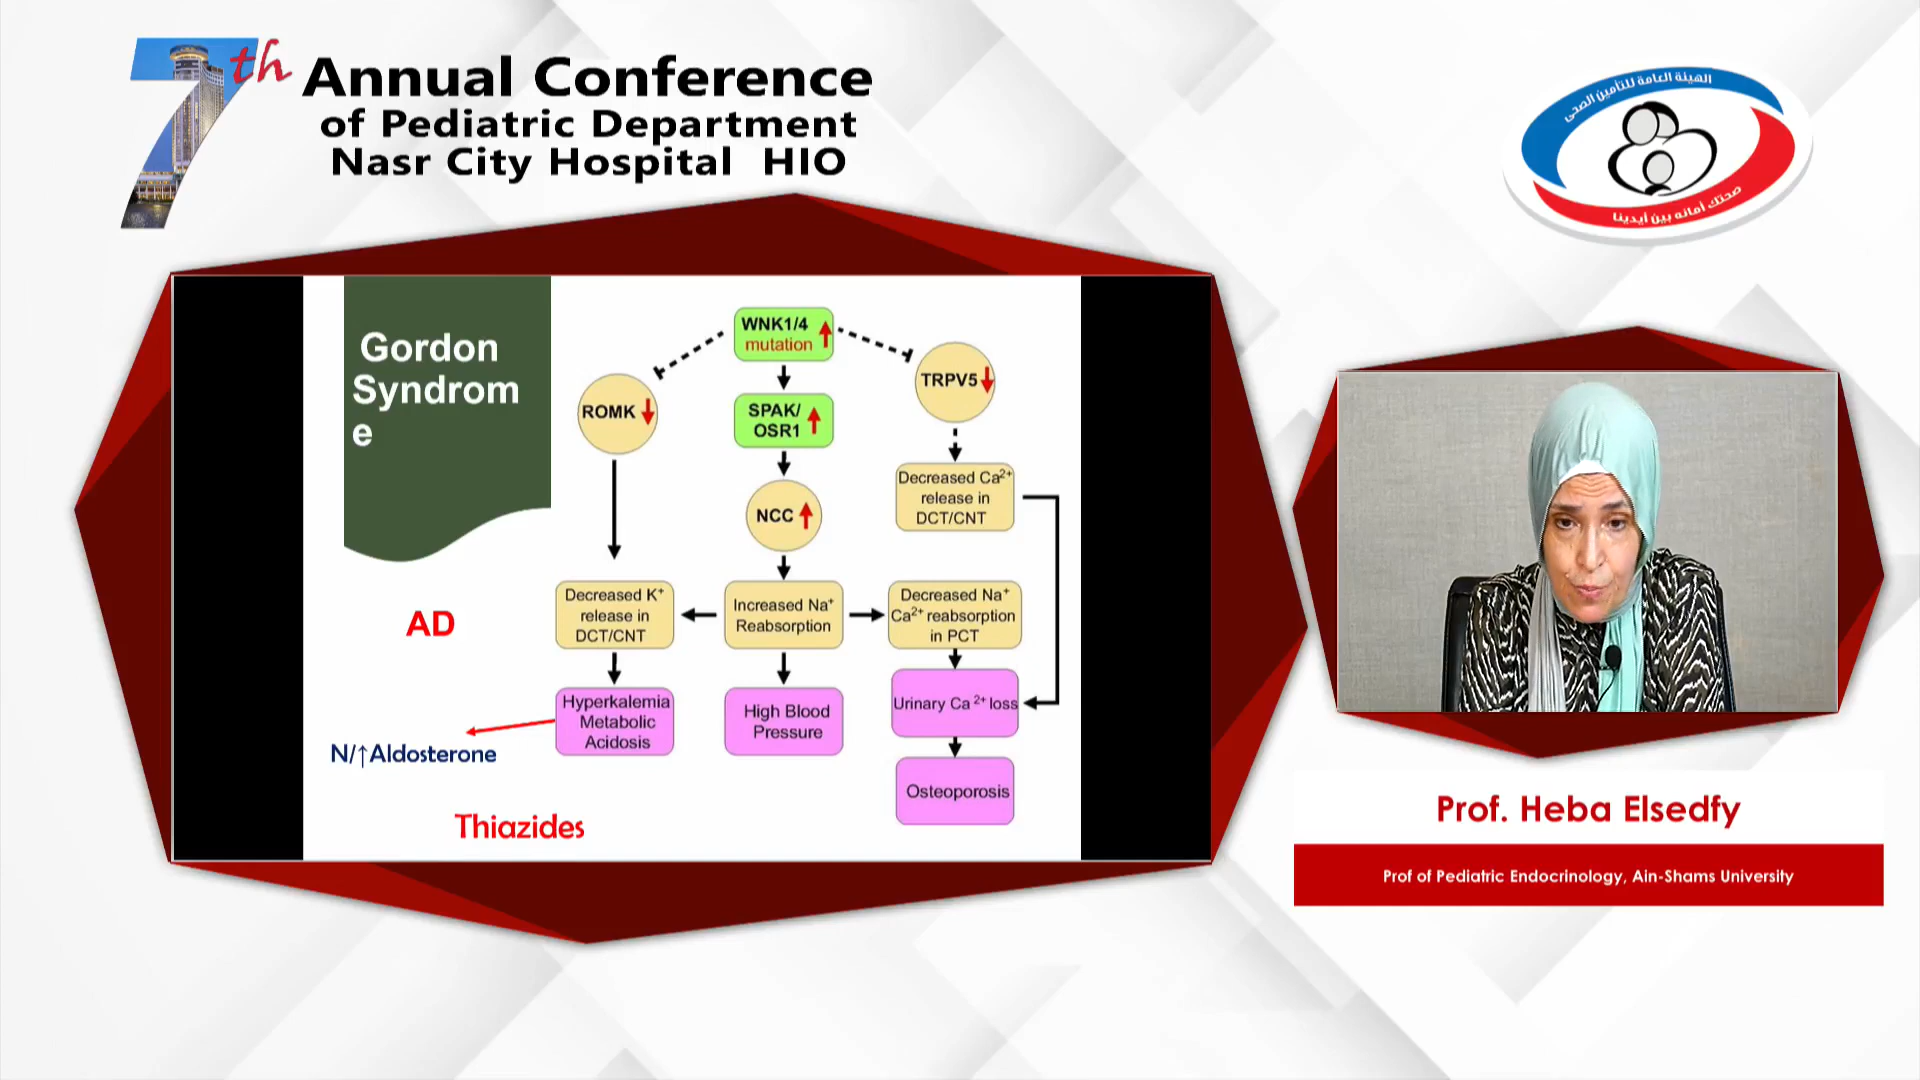 7th
Annual Conference
of Pediatric Department
Nasr City Hospital HIO
الهيئة العامة للتأمين الصحى
صحتك أمانه بين أيدينا
Gordon
Syndrom
e
AD
WNK1/4
mutation
ROMK
TRPV5
SPAK/
OSR1
NCC
Decreased Ca²⁺
release in
DCT/CNT
Decreased K⁺
release in
DCT/CNT
Increased Na⁺
Reabsorption
Decreased Na⁺
Ca²⁺ reabsorption
in PCT
Hyperkalemia
Metabolic
Acidosis
High Blood
Pressure
Urinary Ca ²⁺ loss
Osteoporosis
N/↑Aldosterone
Thiazides
Prof. Heba Elsedfy
Prof of Pediatric Endocrinology, Ain-Shams University